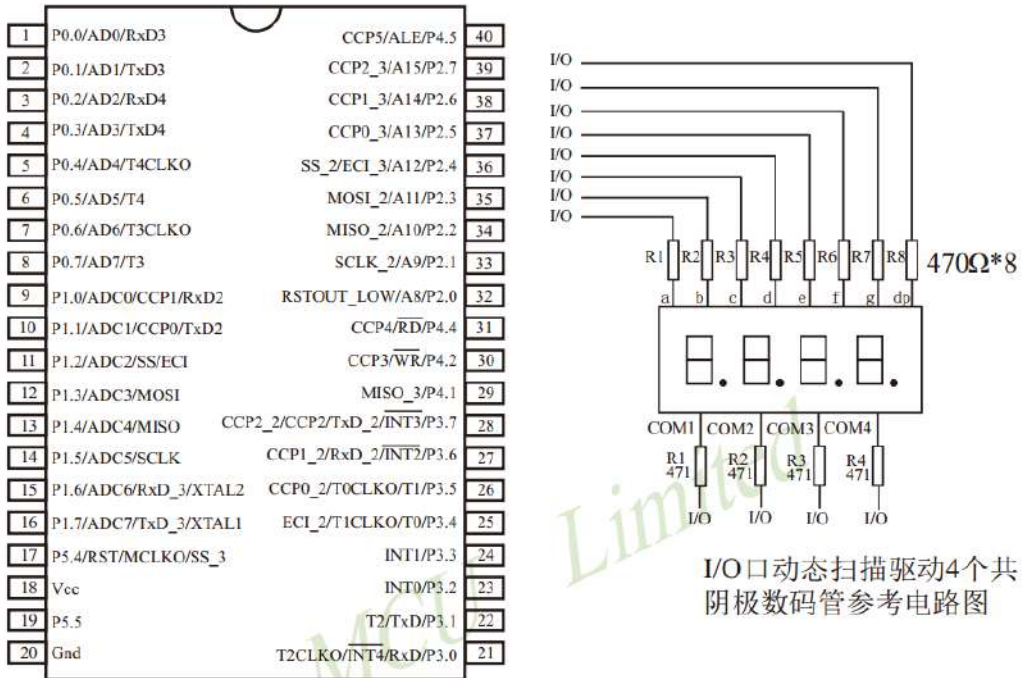 1 P0.0/AD0/RxD3 CCP5/ALE/P4.5 40
2 P0.1/AD1/TxD3 CCP2_3/A15/P2.7 39
3 P0.2/AD2/RxD4 CCP1_3/A14/P2.6 38
4 P0.3/AD3/TxD4 CCP0_3/A13/P2.5 37
5 P0.4/AD4/T4CLKO SS_2/ECI_3/A12/P2.4 36
6 P0.5/AD5/T4 MOSI_2/A11/P2.3 35
7 P0.6/AD6/T3CLKO MISO_2/A10/P2.2 34
8 P0.7/AD7/T3 SCLK_2/A9/P2.1 33
9 P1.0/ADC0/CCP1/RxD2 RSTOUT_LOW/A8/P2.0 32
10 P1.1/ADC1/CCP0/TxD2 CCP4/RD/P4.4 31
11 P1.2/ADC2/SS/ECI CCP3/WR/P4.2 30
12 P1.3/ADC3/MOSI MISO_3/P4.1 29
13 P1.4/ADC4/MISO CCP2_2/CCP2/TxD_2/INT3/P3.7 28
14 P1.5/ADC5/SCLK CCP1_2/RxD_2/INT2/P3.6 27
15 P1.6/ADC6/RxD_3/XTAL2 CCP0_2/T0CLKO/T1/P3.5 26
16 P1.7/ADC7/TxD_3/XTAL1 ECI_2/T1CLKO/T0/P3.4 25
17 P5.4/RST/MCLKO/SS_3 INT1/P3.3 24
18 Vcc INT0/P3.2 23
19 P5.5 T2/TxD/P3.1 22
20 Gnd T2CLKO/INT4/RxD/P3.0 21
I/O
I/O
I/O
I/O
I/O
I/O
I/O
I/O
R1 R2 R3 R4 R5 R6 R7 R8 470Ω*8
a b c d e f g dp
COM1 COM2 COM3 COM4
R1 R2 R3 R4
471 471 471 471
I/O I/O I/O I/O
I/O口动态扫描驱动4个共
阴极数码管参考电路图
MCU Limited